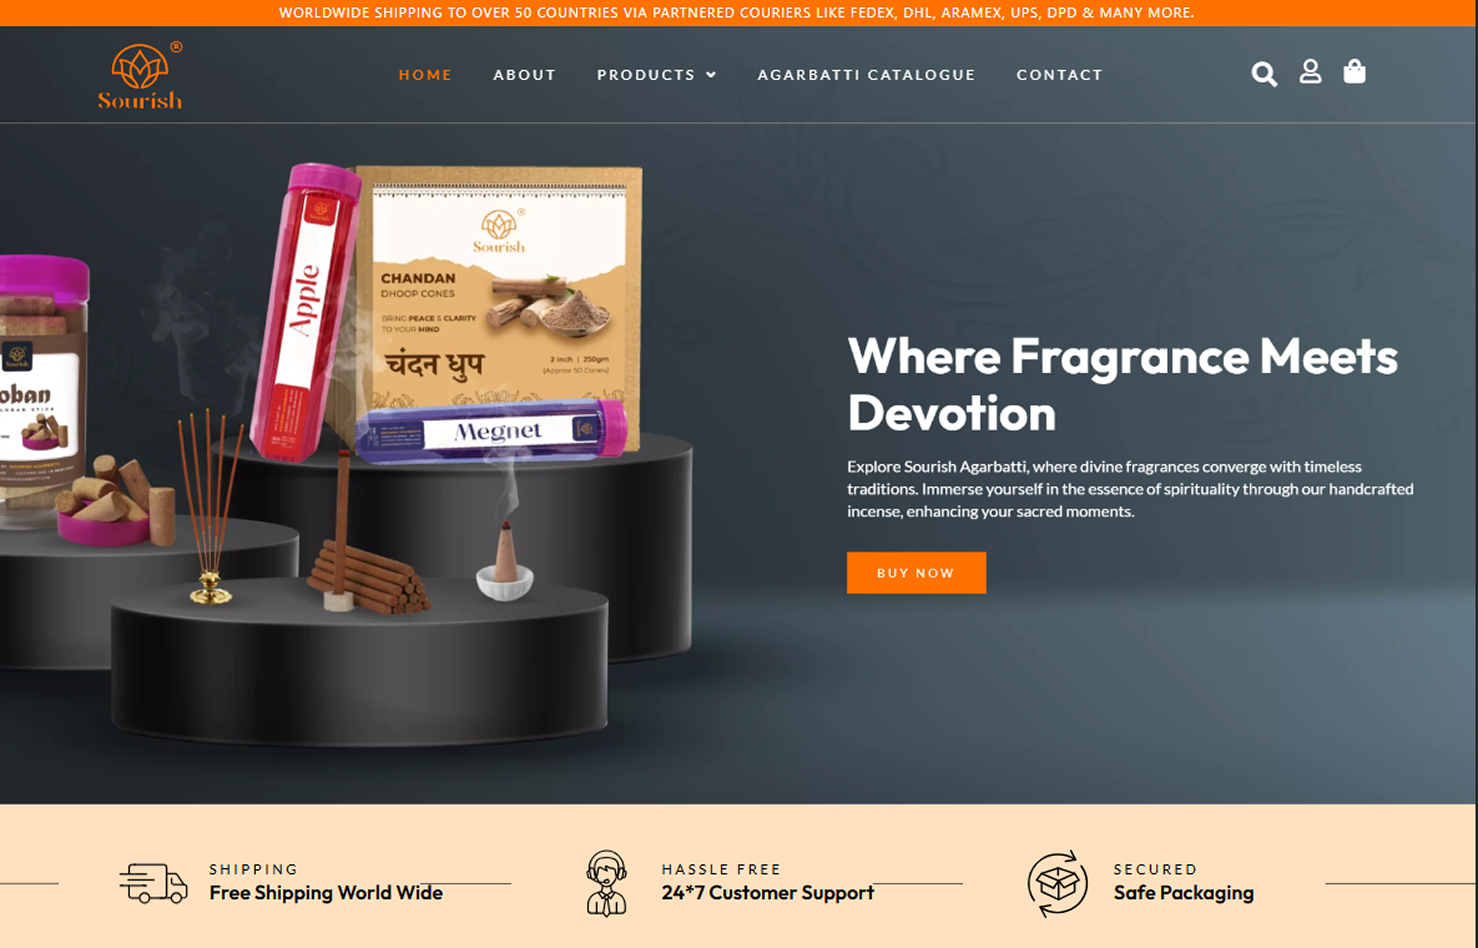 WORLDWIDE SHIPPING TO OVER 50 COUNTRIES VIA PARTNERED COURIERS LIKE FEDEX, DHL, ARAMEX, UPS, DPD & MANY MORE.
Sourish ®
HOME
ABOUT
PRODUCTS
AGARBATTI CATALOGUE
CONTACT
Sourish ®
CHANDAN
DHOOP CONES
BRING PEACE & CLARITY
TO YOUR MIND
चंदन धुप
2 Inch | 250gm
(Approx 50 Cones)
Apple
Megnet
oban
Where Fragrance Meets
Devotion
Explore Sourish Agarbatti, where divine fragrances converge with timeless
traditions. Immerse yourself in the essence of spirituality through our handcrafted
incense, enhancing your sacred moments.
BUY NOW
SHIPPING
Free Shipping World Wide
HASSLE FREE
24*7 Customer Support
SECURED
Safe Packaging